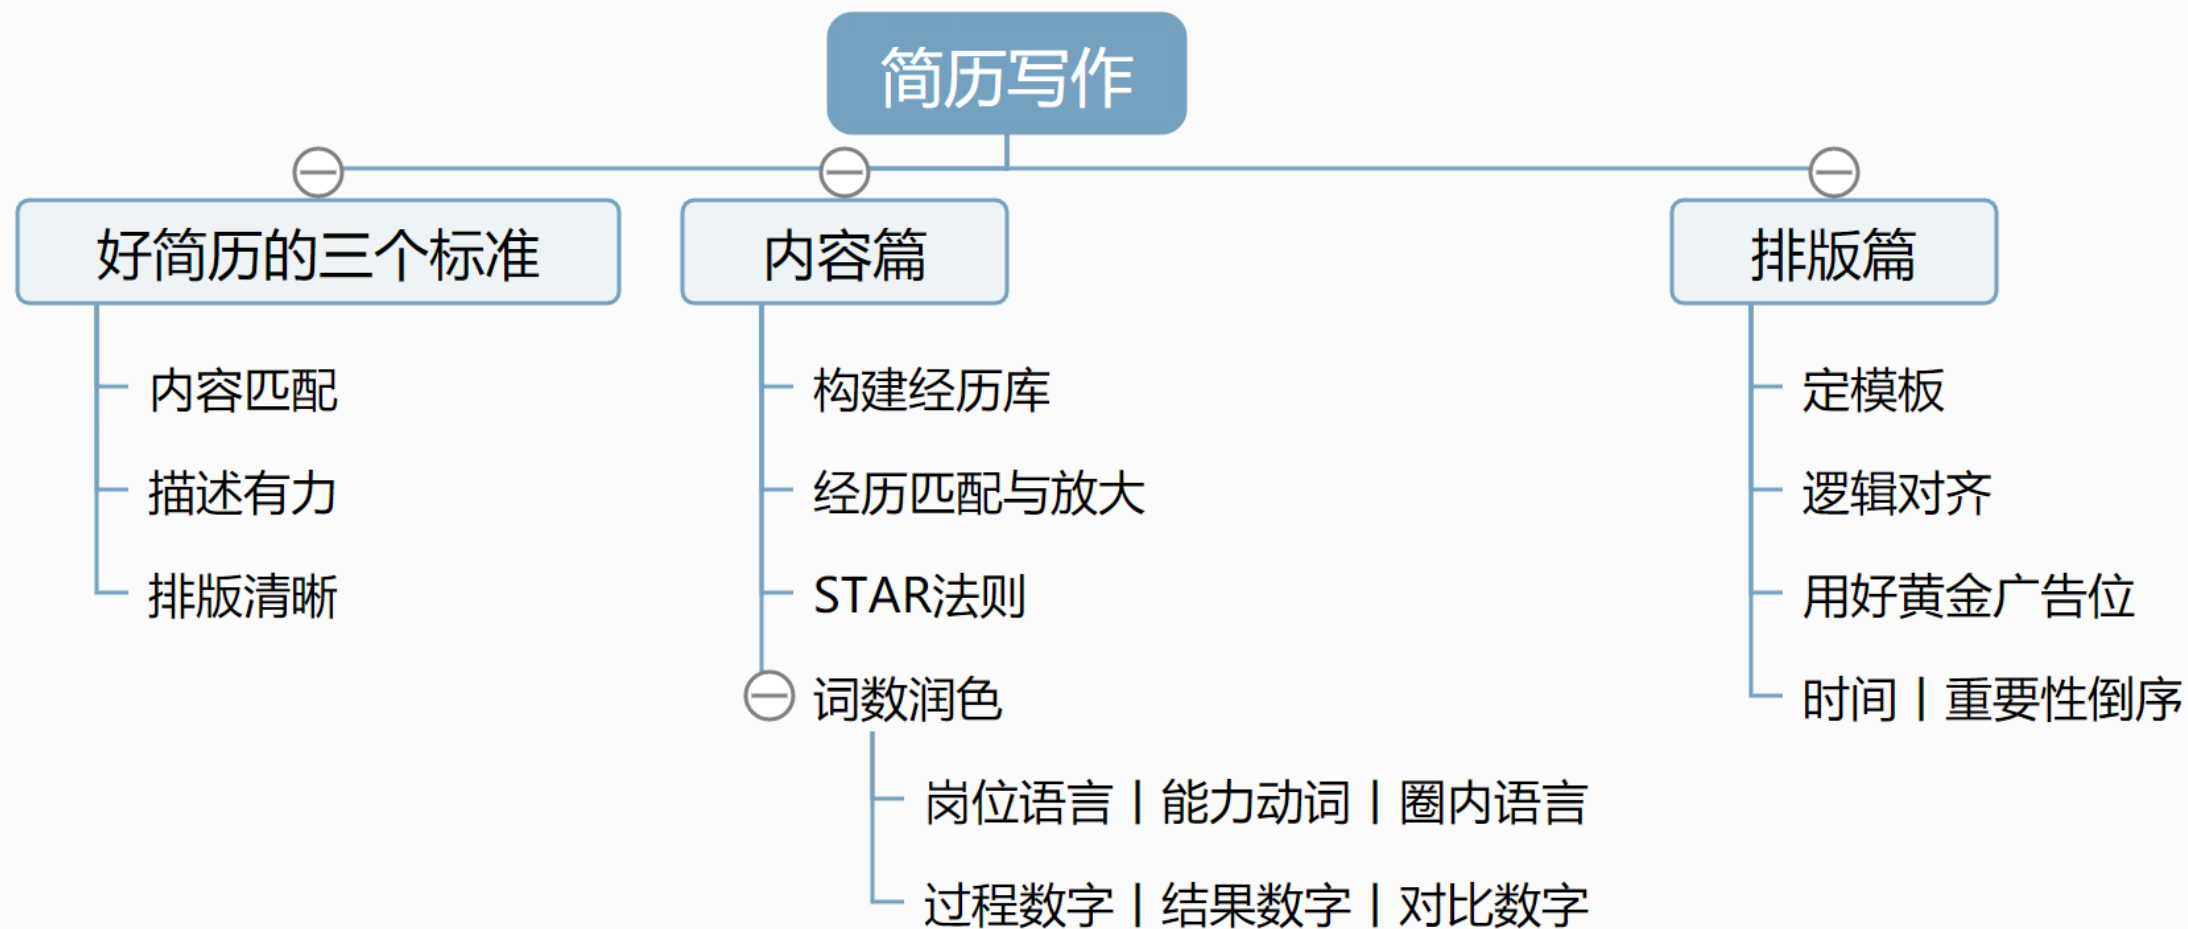 简历写作
好简历的三个标准
内容匹配
描述有力
排版清晰
内容篇
构建经历库
经历匹配与放大
STAR法则
词数润色
岗位语言丨能力动词丨圈内语言
过程数字丨结果数字丨对比数字
排版篇
定模板
逻辑对齐
用好黄金广告位
时间丨重要性倒序